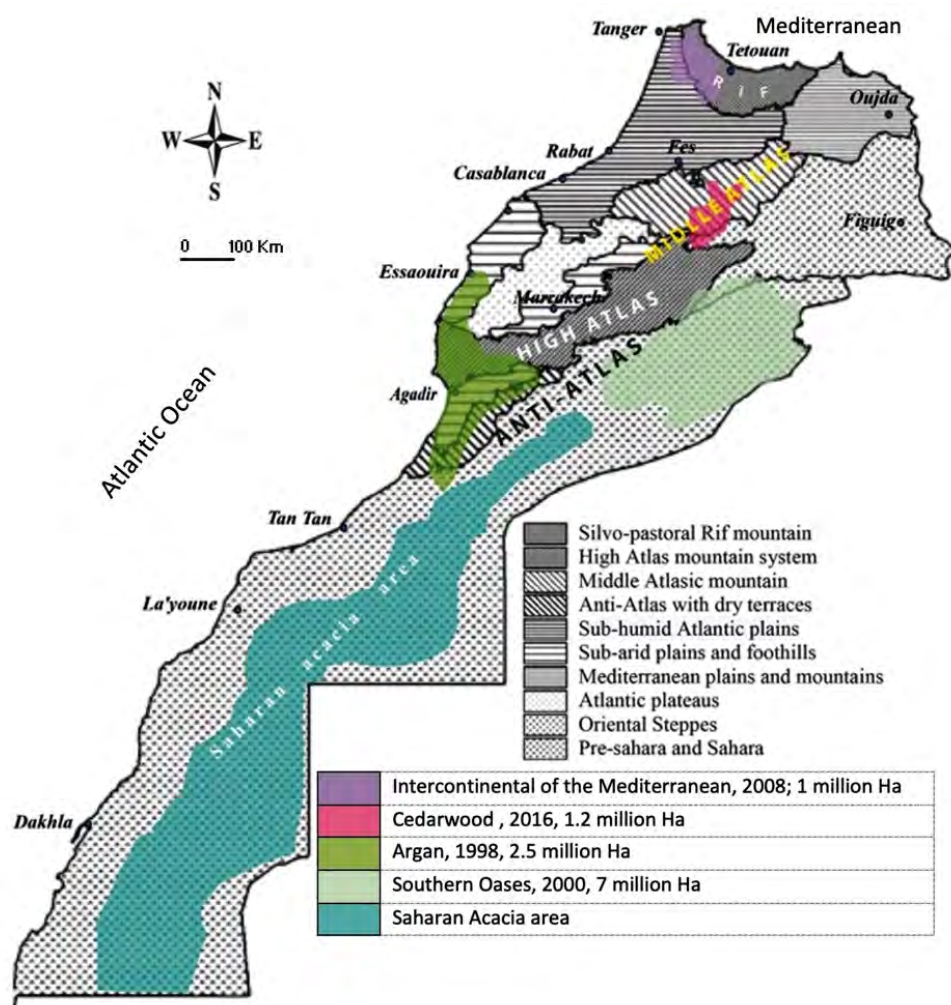 Mediterranean
Tanger
Tetouan
RIF
Oujda
N
W E
S
Rabat
Fes
Casablanca
MIDLLE ATLAS
Figuig
0 100 Km
Essaouira
Marrakech
HIGH ATLAS
Agadir
ANTI-ATLAS
Atlantic Ocean
Tan Tan
La'youne
Saharan acacia area
Dakhla
Silvo-pastoral Rif mountain
High Atlas mountain system
Middle Atlasic mountain
Anti-Atlas with dry terraces
Sub-humid Atlantic plains
Sub-arid plains and foothills
Mediterranean plains and mountains
Atlantic plateaus
Oriental Steppes
Pre-sahara and Sahara
Intercontinental of the Mediterranean, 2008; 1 million Ha
Cedarwood , 2016, 1.2 million Ha
Argan, 1998, 2.5 million Ha
Southern Oases, 2000, 7 million Ha
Saharan Acacia area